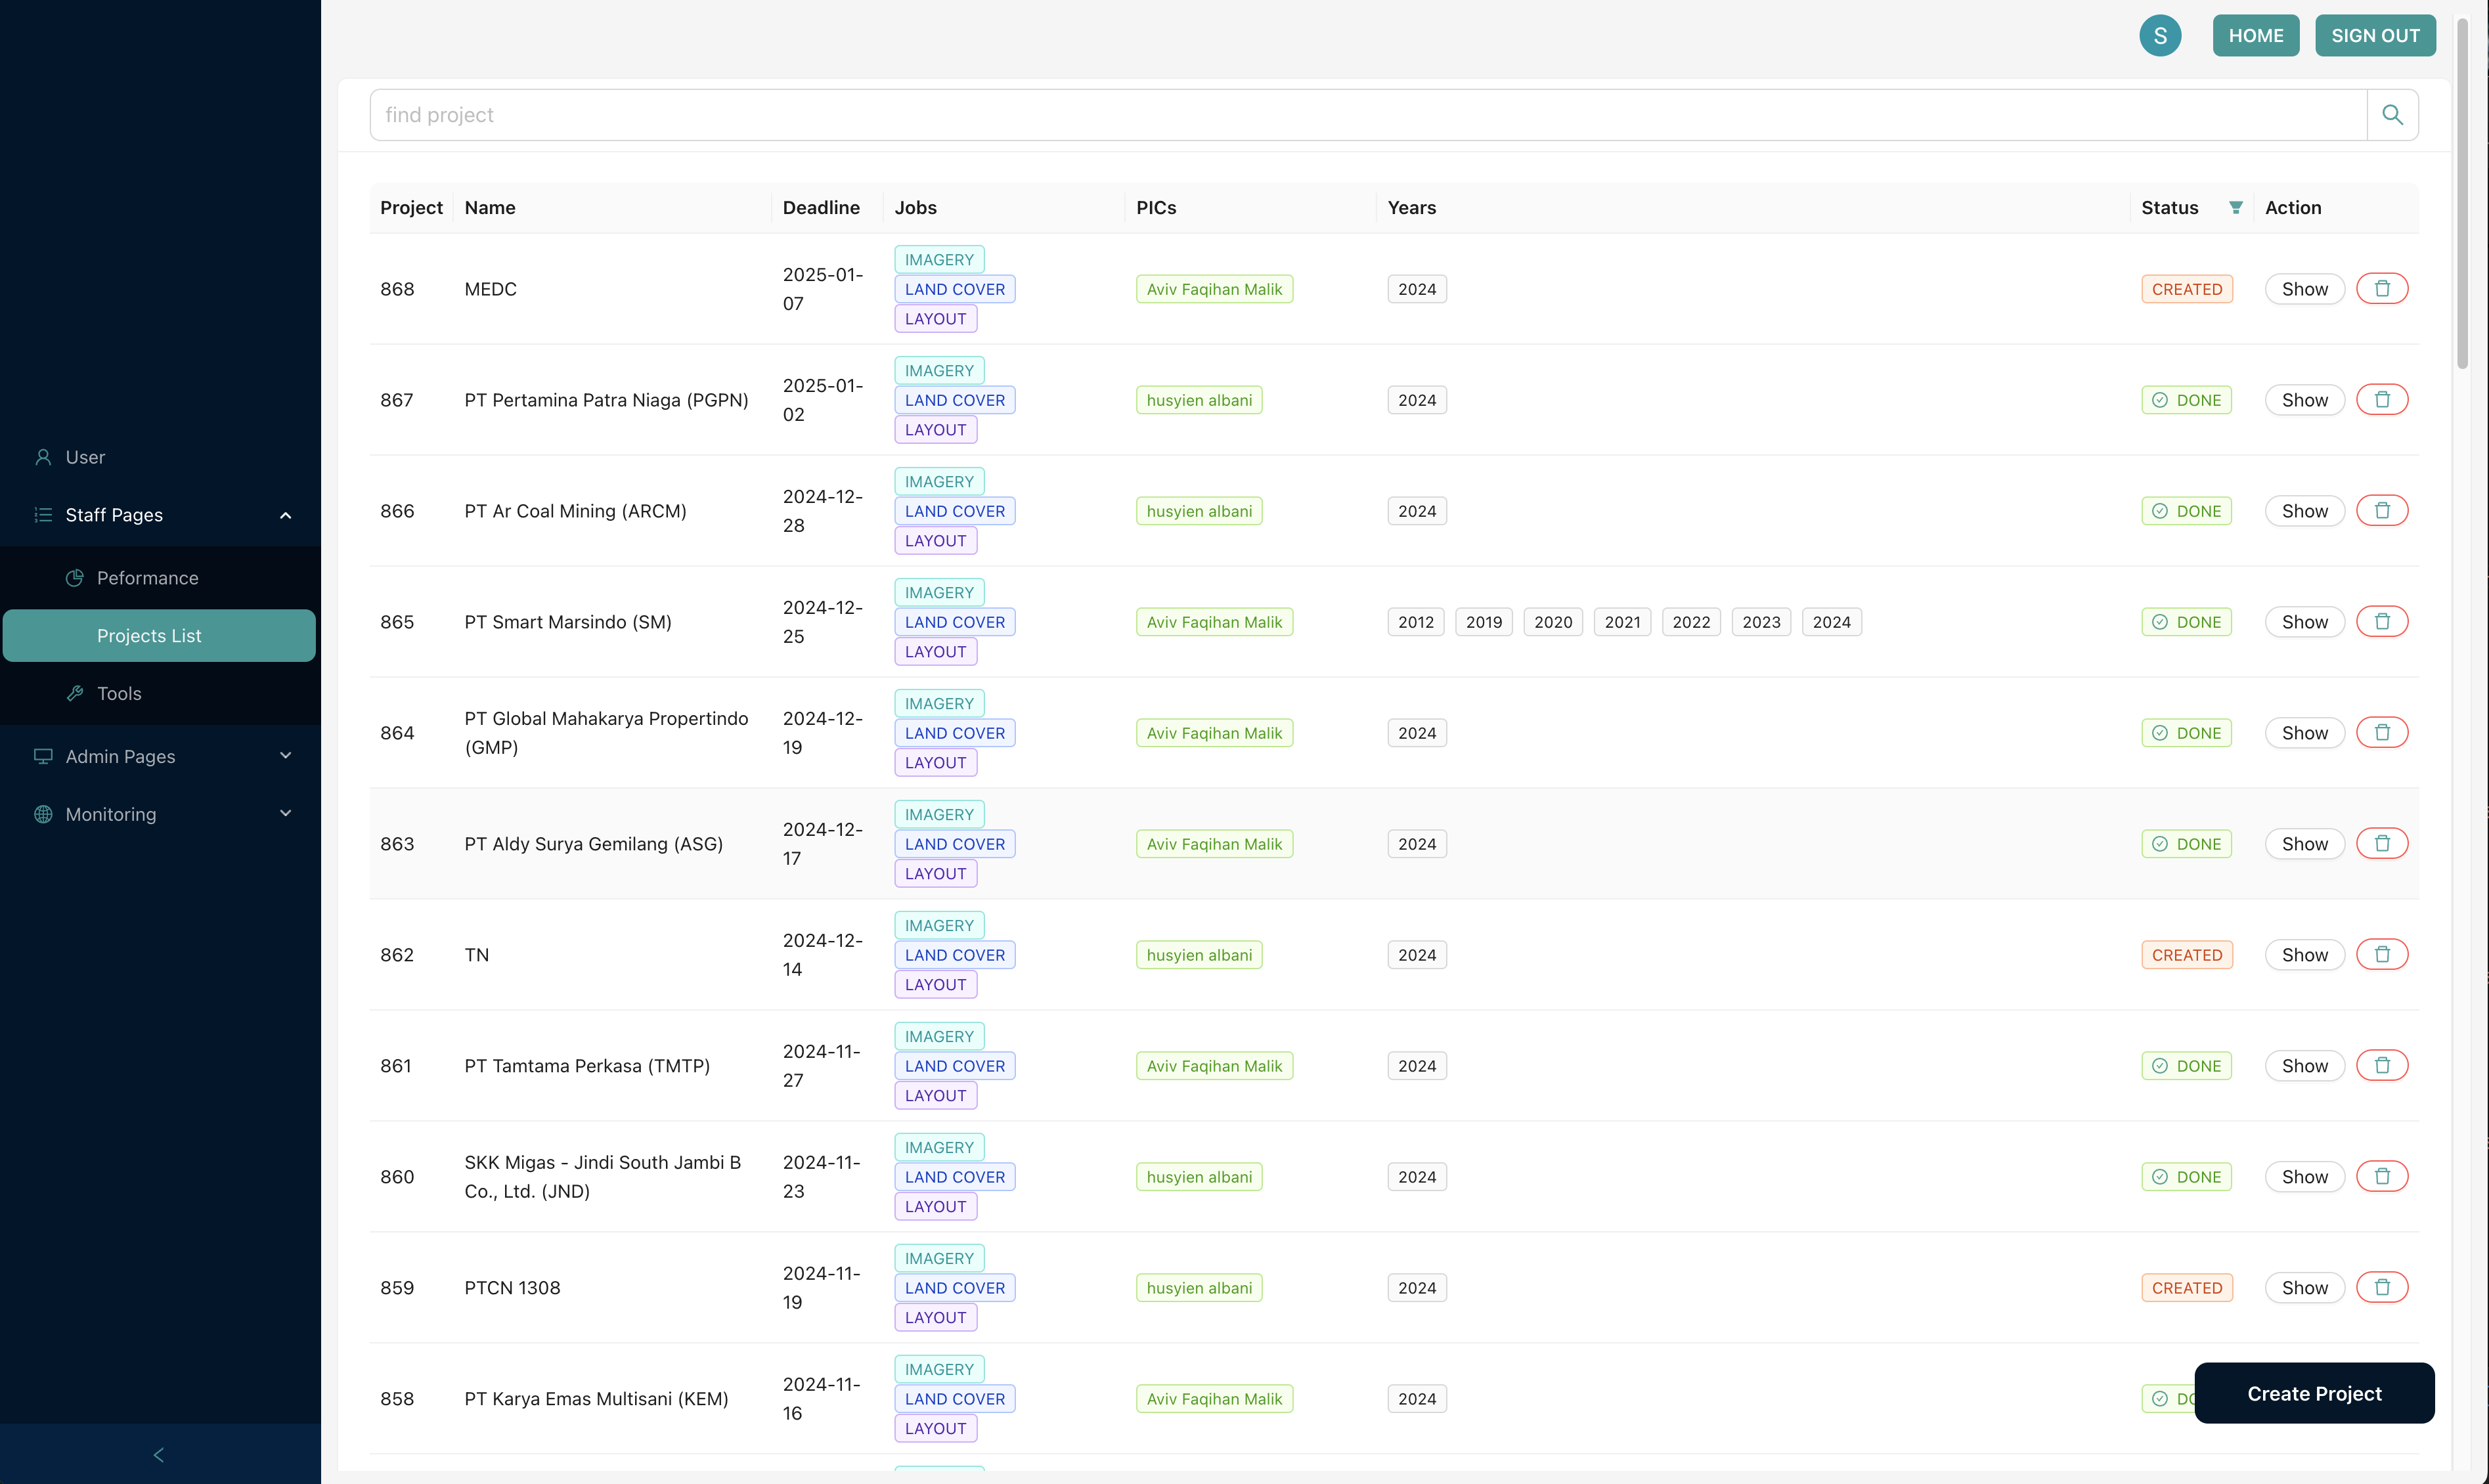 S
HOME
SIGN OUT
find project
User
Staff Pages
Peformance
Projects List
Tools
Admin Pages
Monitoring
Project Name Deadline Jobs PICs Years Status Action
868 MEDC 2025-01-07 IMAGERY LAND COVER LAYOUT Aviv Faqihan Malik 2024 CREATED Show
867 PT Pertamina Patra Niaga (PGPN) 2025-01-02 IMAGERY LAND COVER LAYOUT husyien albani 2024 DONE Show
866 PT Ar Coal Mining (ARCM) 2024-12-28 IMAGERY LAND COVER LAYOUT husyien albani 2024 DONE Show
865 PT Smart Marsindo (SM) 2024-12-25 IMAGERY LAND COVER LAYOUT Aviv Faqihan Malik 2012 2019 2020 2021 2022 2023 2024 DONE Show
864 PT Global Mahakarya Propertindo (GMP) 2024-12-19 IMAGERY LAND COVER LAYOUT Aviv Faqihan Malik 2024 DONE Show
863 PT Aldy Surya Gemilang (ASG) 2024-12-17 IMAGERY LAND COVER LAYOUT Aviv Faqihan Malik 2024 DONE Show
862 TN 2024-12-14 IMAGERY LAND COVER LAYOUT husyien albani 2024 CREATED Show
861 PT Tamtama Perkasa (TMTP) 2024-11-27 IMAGERY LAND COVER LAYOUT Aviv Faqihan Malik 2024 DONE Show
860 SKK Migas - Jindi South Jambi B Co., Ltd. (JND) 2024-11-23 IMAGERY LAND COVER LAYOUT husyien albani 2024 DONE Show
859 PTCN 1308 2024-11-19 IMAGERY LAND COVER LAYOUT husyien albani 2024 CREATED Show
858 PT Karya Emas Multisani (KEM) 2024-11-16 IMAGERY LAND COVER LAYOUT Aviv Faqihan Malik 2024
Create Project